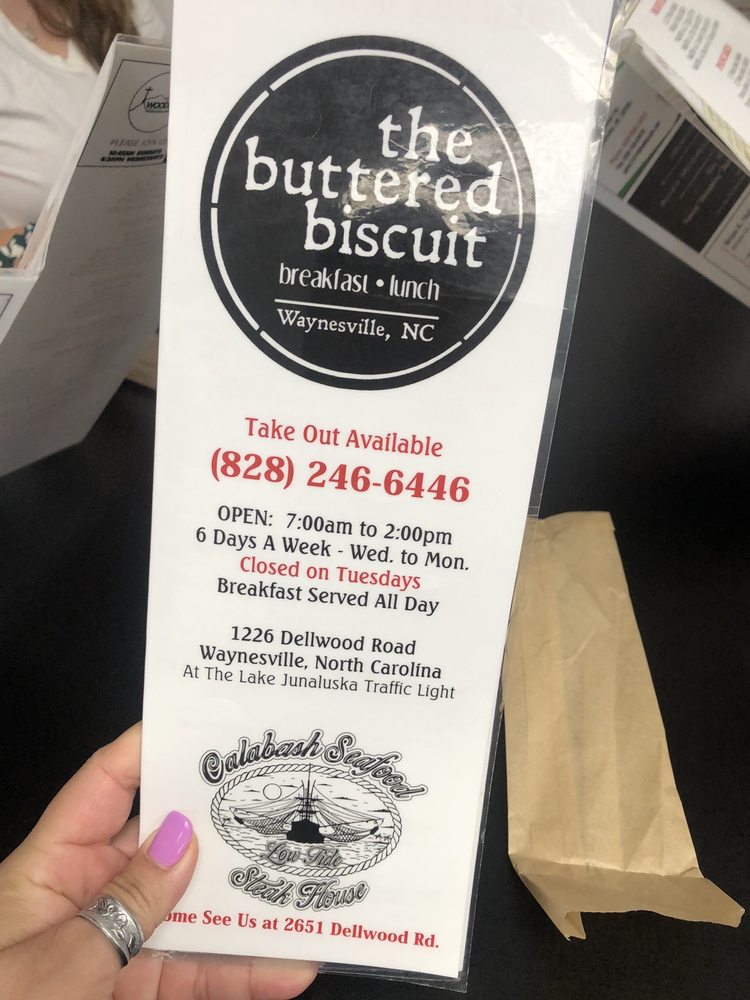 the
buttered
biscuit
breakfast • lunch
Waynesville, NC
Take Out Available
(828) 246-6446
OPEN: 7:00am to 2:00pm
6 Days A Week - Wed. to Mon.
Closed on Tuesdays
Breakfast Served All Day
1226 Dellwood Road
Waynesville, North Carolina
At The Lake Junaluska Traffic Light
Calabash Seafood
Low-Tide
Steak House
See Us at 2651 Dellwood Rd.
PLEASE JOIN